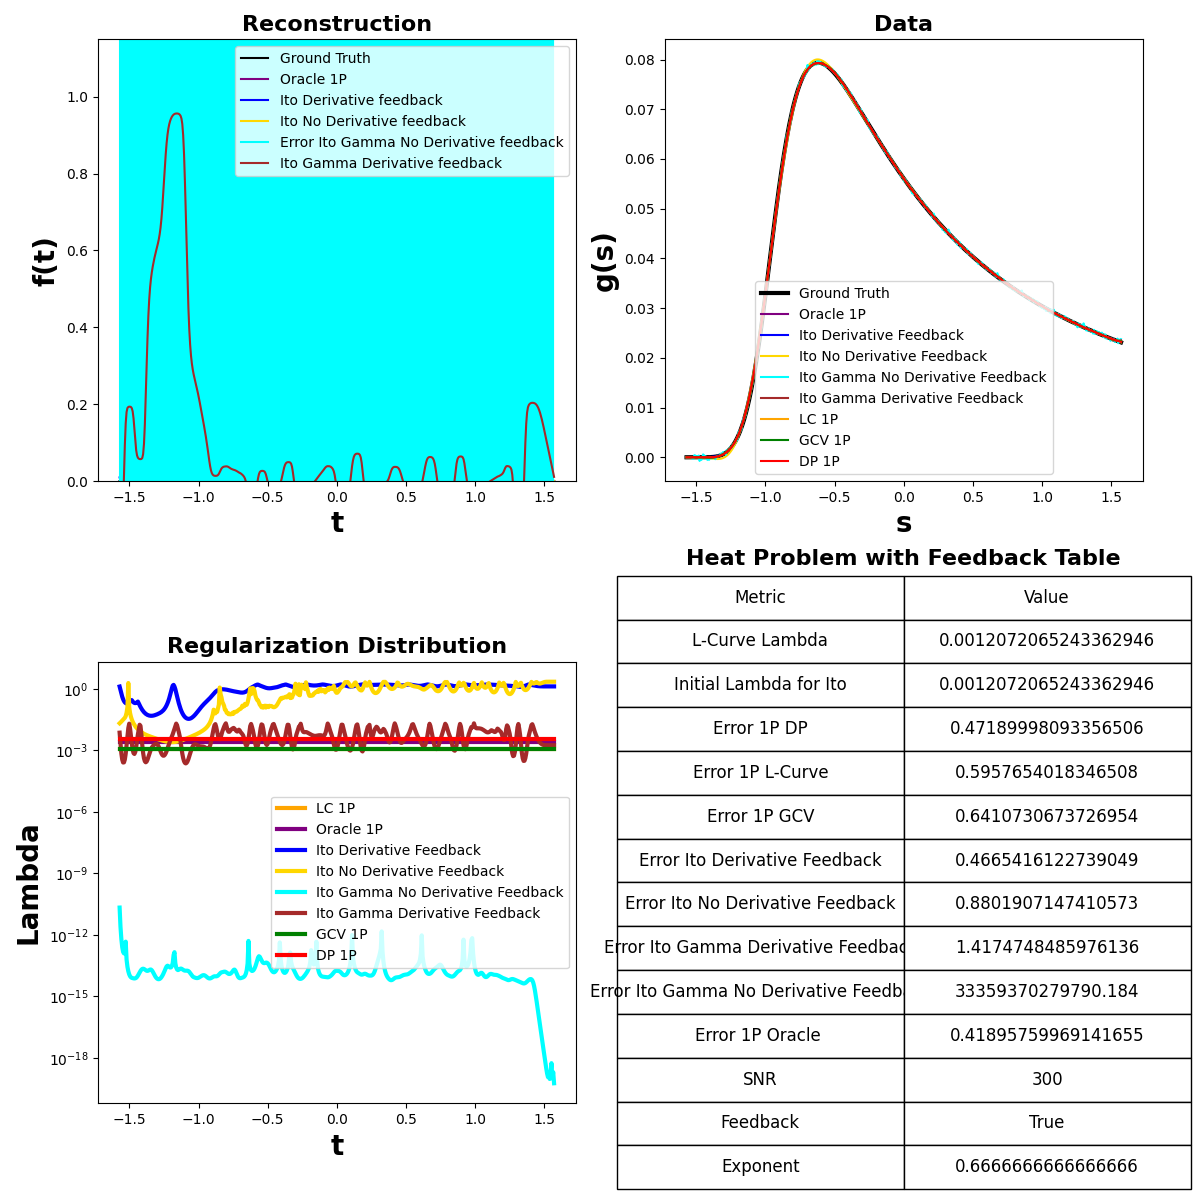 Reconstruction
f(t)
1.0
0.8
0.6
0.4
0.2
0.0
−1.5 −1.0 −0.5 0.0 0.5 1.0 1.5
t
Ground Truth
Oracle 1P
Ito Derivative feedback
Ito No Derivative feedback
Error Ito Gamma No Derivative feedback
Ito Gamma Derivative feedback
Data
g(s)
0.08
0.07
0.06
0.05
0.04
0.03
0.02
0.01
0.00
−1.5 −1.0 −0.5 0.0 0.5 1.0 1.5
s
Ground Truth
Oracle 1P
Ito Derivative Feedback
Ito No Derivative Feedback
Ito Gamma No Derivative Feedback
Ito Gamma Derivative Feedback
LC 1P
GCV 1P
DP 1P
Regularization Distribution
Lambda
10⁰
10⁻³
10⁻⁶
10⁻⁹
10⁻¹²
10⁻¹⁵
10⁻¹⁸
−1.5 −1.0 −0.5 0.0 0.5 1.0 1.5
t
LC 1P
Oracle 1P
Ito Derivative Feedback
Ito No Derivative Feedback
Ito Gamma No Derivative Feedback
Ito Gamma Derivative Feedback
GCV 1P
DP 1P
Heat Problem with Feedback Table
Metric Value
L-Curve Lambda 0.0012072065243362946
Initial Lambda for Ito 0.0012072065243362946
Error 1P DP 0.47189998093356506
Error 1P L-Curve 0.5957654018346508
Error 1P GCV 0.6410730673726954
Error Ito Derivative Feedback 0.4665416122739049
Error Ito No Derivative Feedback 0.8801907147410573
Error Ito Gamma Derivative Feedbac 1.4174748485976136
Error Ito Gamma No Derivative Feedb 33359370279790.184
Error 1P Oracle 0.41895759969141655
SNR 300
Feedback True
Exponent 0.6666666666666666